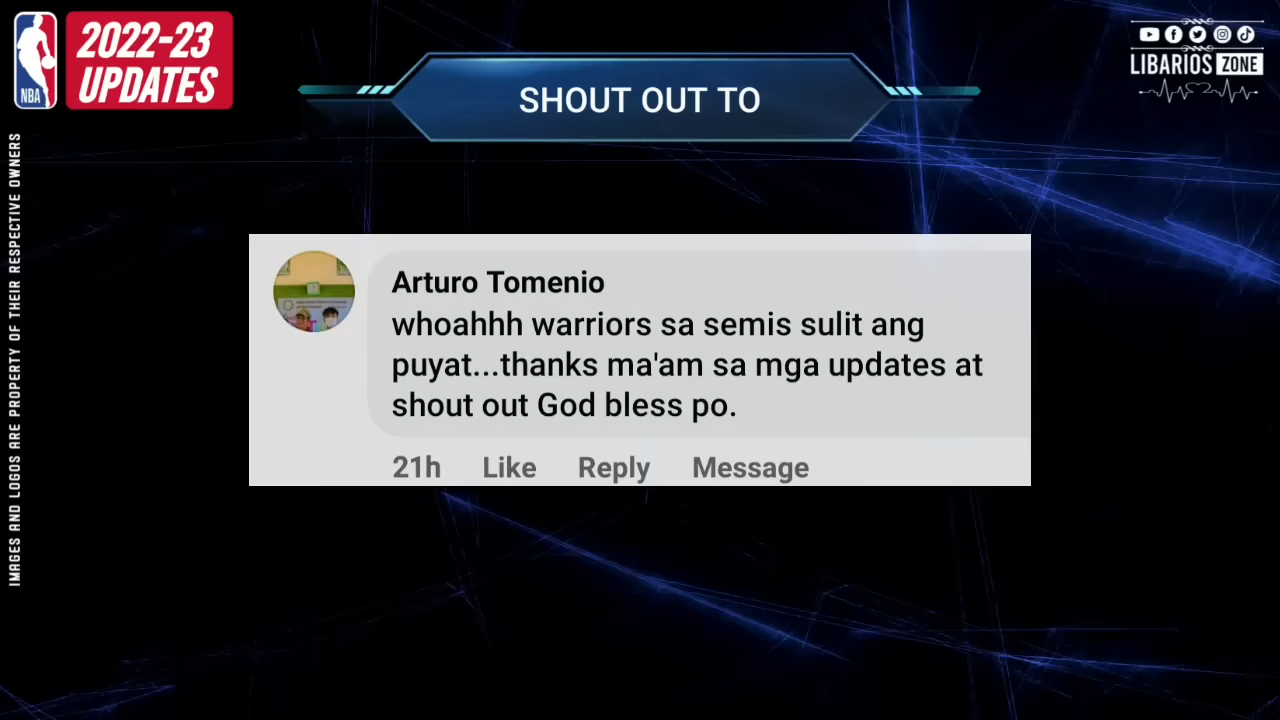 2022-23
UPDATES
NBA
SHOUT OUT TO
LIBARIOS ZONE
IMAGES AND LOGOS ARE PROPERTY OF THEIR RESPECTIVE OWNERS
Arturo Tomenio
whoahhh warriors sa semis sulit ang
puyat...thanks ma'am sa mga updates at
shout out God bless po.
21h Like Reply Message